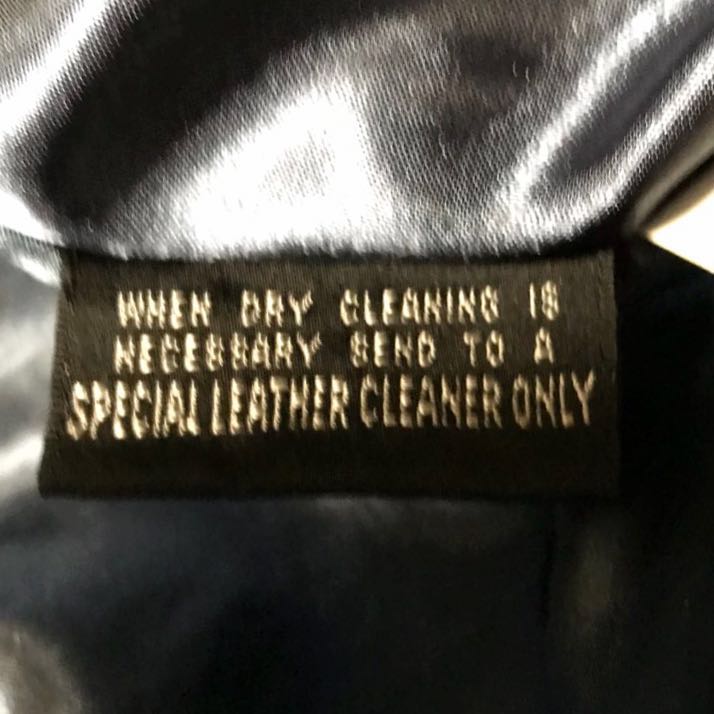 WHEN DRY CLEANING IS
NECESSARY SEND TO A
SPECIAL LEATHER CLEANER ONLY